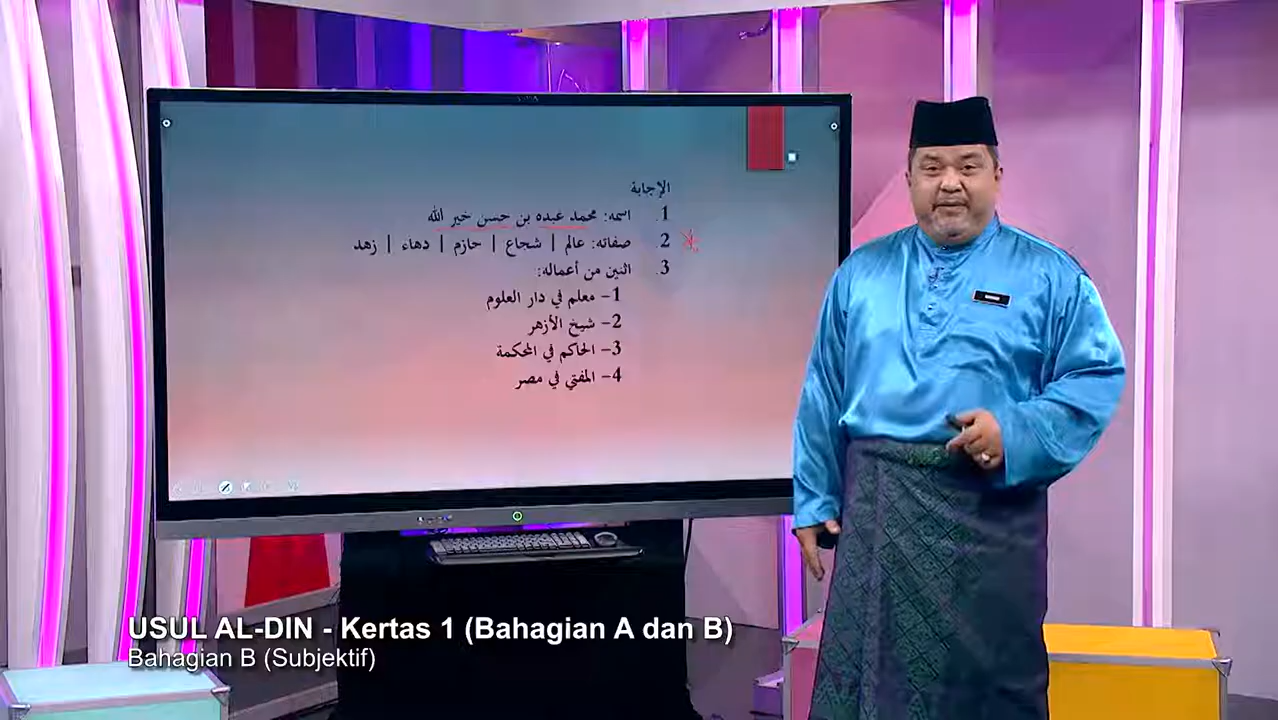 الإجابة
1. اسمه: محمد عبده بن حسن خير الله
2. صفاته: عالم | شجاع | حازم | دهاء | زهد
3. اثنين من أعماله:
1- معلم في دار العلوم
2- شيخ الأزهر
3- الحاكم في المحكمة
4- المفتي في مصر
USUL AL-DIN - Kertas 1 (Bahagian A dan B)
Bahagian B (Subjektif)